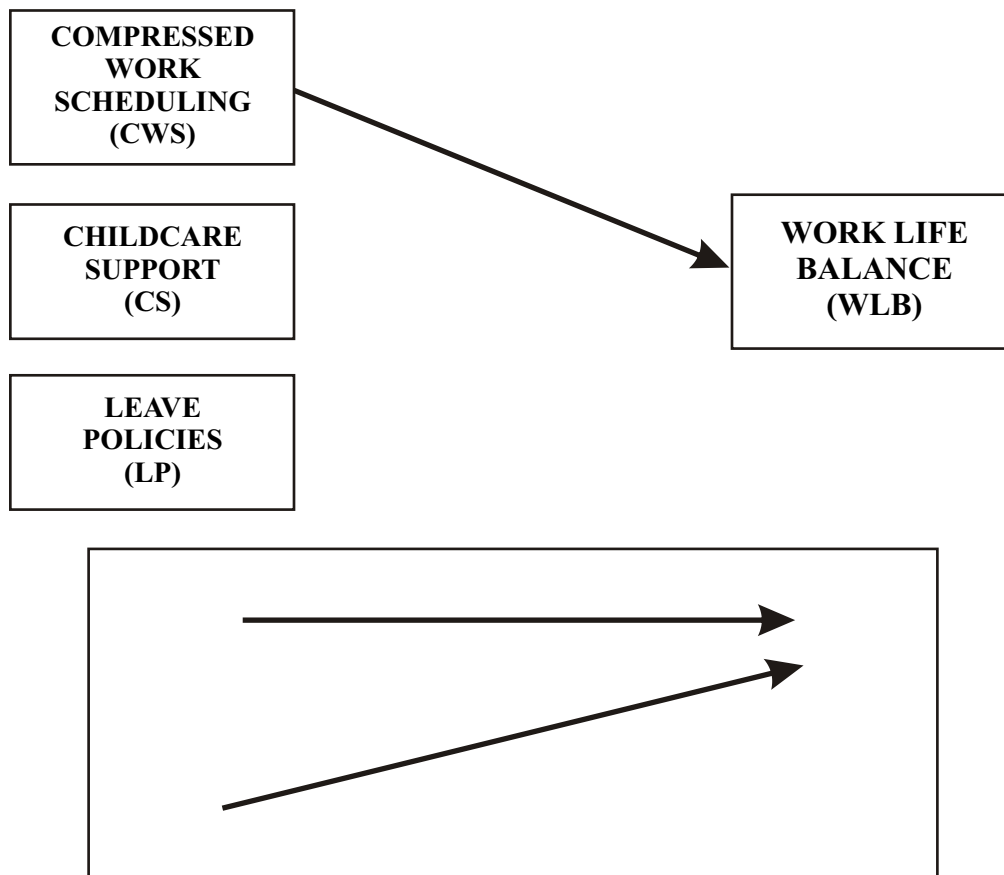 COMPRESSED
WORK
SCHEDULING
(CWS)
CHILDCARE
SUPPORT
(CS)
LEAVE
POLICIES
(LP)
WORK LIFE
BALANCE
(WLB)